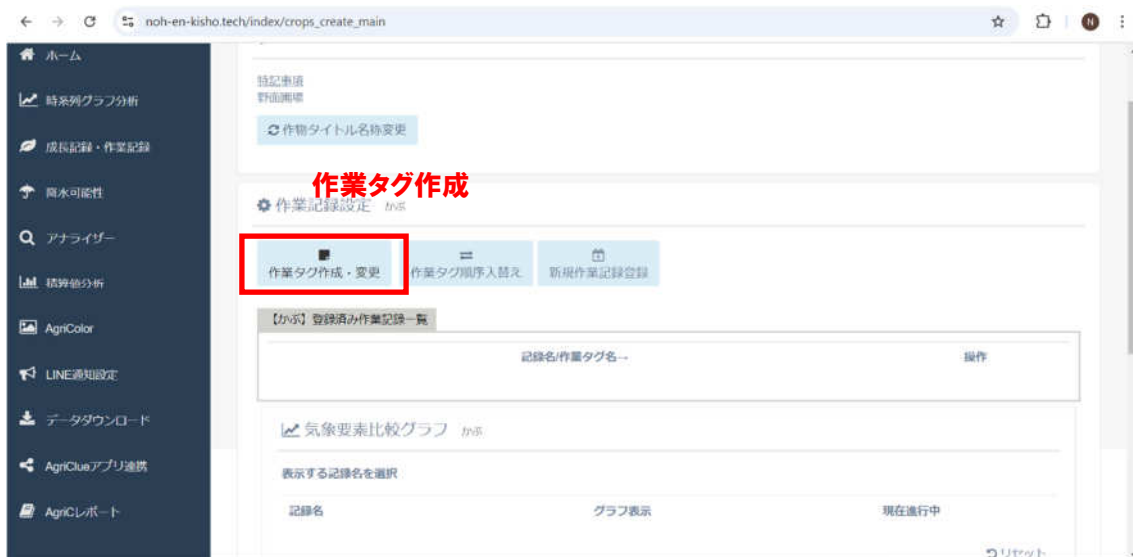 noh-en-kisho.tech/index/crops_create_main
N
ホーム
時系列グラフ分析
成長記録・作業記録
降水可能性
アナライザー
積算値分析
AgriColor
LINE通知設定
データダウンロード
AgriClueアプリ連携
AgriCレポート
特記事項
野面圃場
作物タイトル名称変更
作業タグ作成
作業記録設定 かぶ
作業タグ作成・変更
作業タグ順序入替え
新規作業記録登録
【かぶ】登録済み作業記録一覧
記録名/作業タグ名→ 操作
気象要素比較グラフ かぶ
表示する記録名を選択
記録名 グラフ表示 現在進行中
リセット